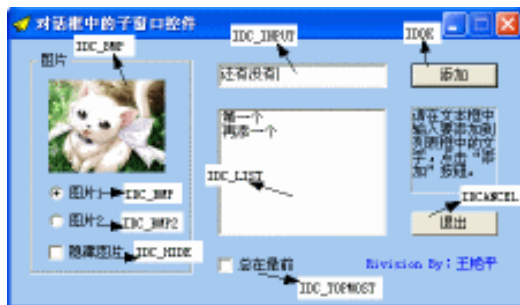 对话框中的子窗口控件
IDC_BMP
IDC_INPUT
IDOK
图片
还有没有
添加
第一个
再添一个
请在文本框中
输入要添加到
列表框中的文
字，点击“添
加”按钮。
IDC_LIST
图片1
IDC_BMP
IDCANCEL
图片2
IDC_BMP2
退出
隐藏图片
IDC_HIDE
总在最前
Rivision By：王艳平
IDC_TOPMOST